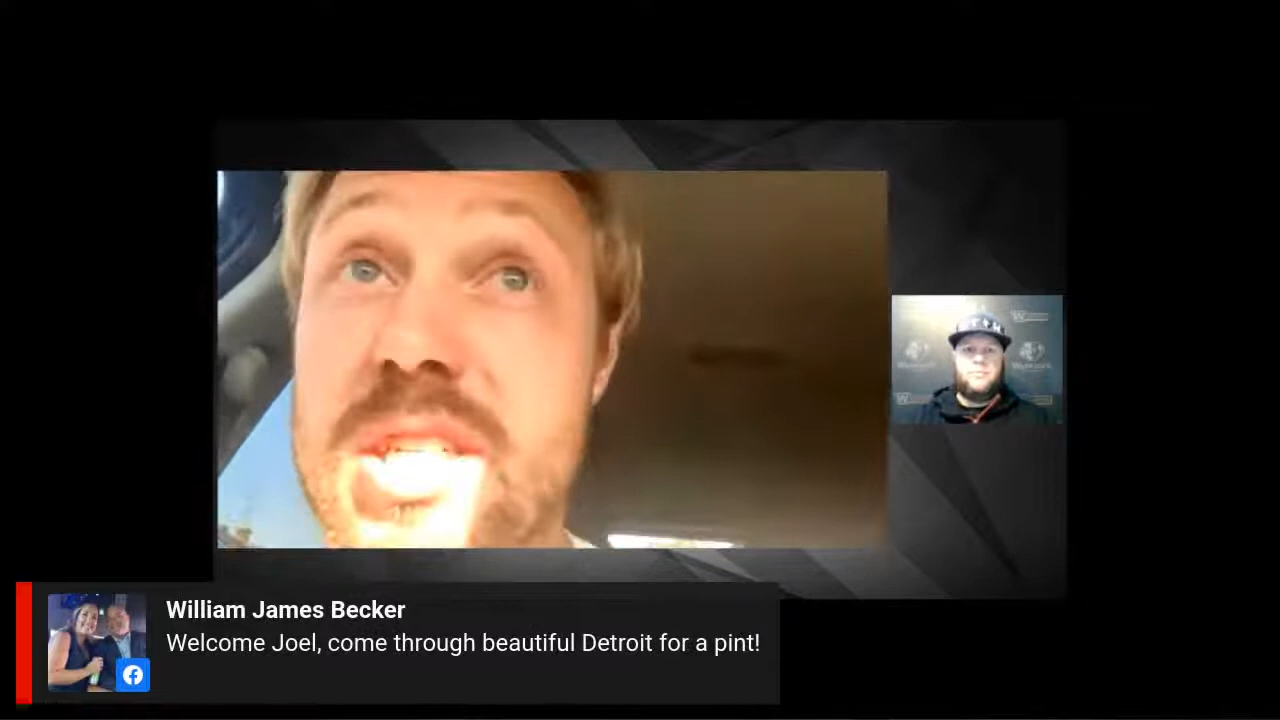 William James Becker
Welcome Joel, come through beautiful Detroit for a pint!